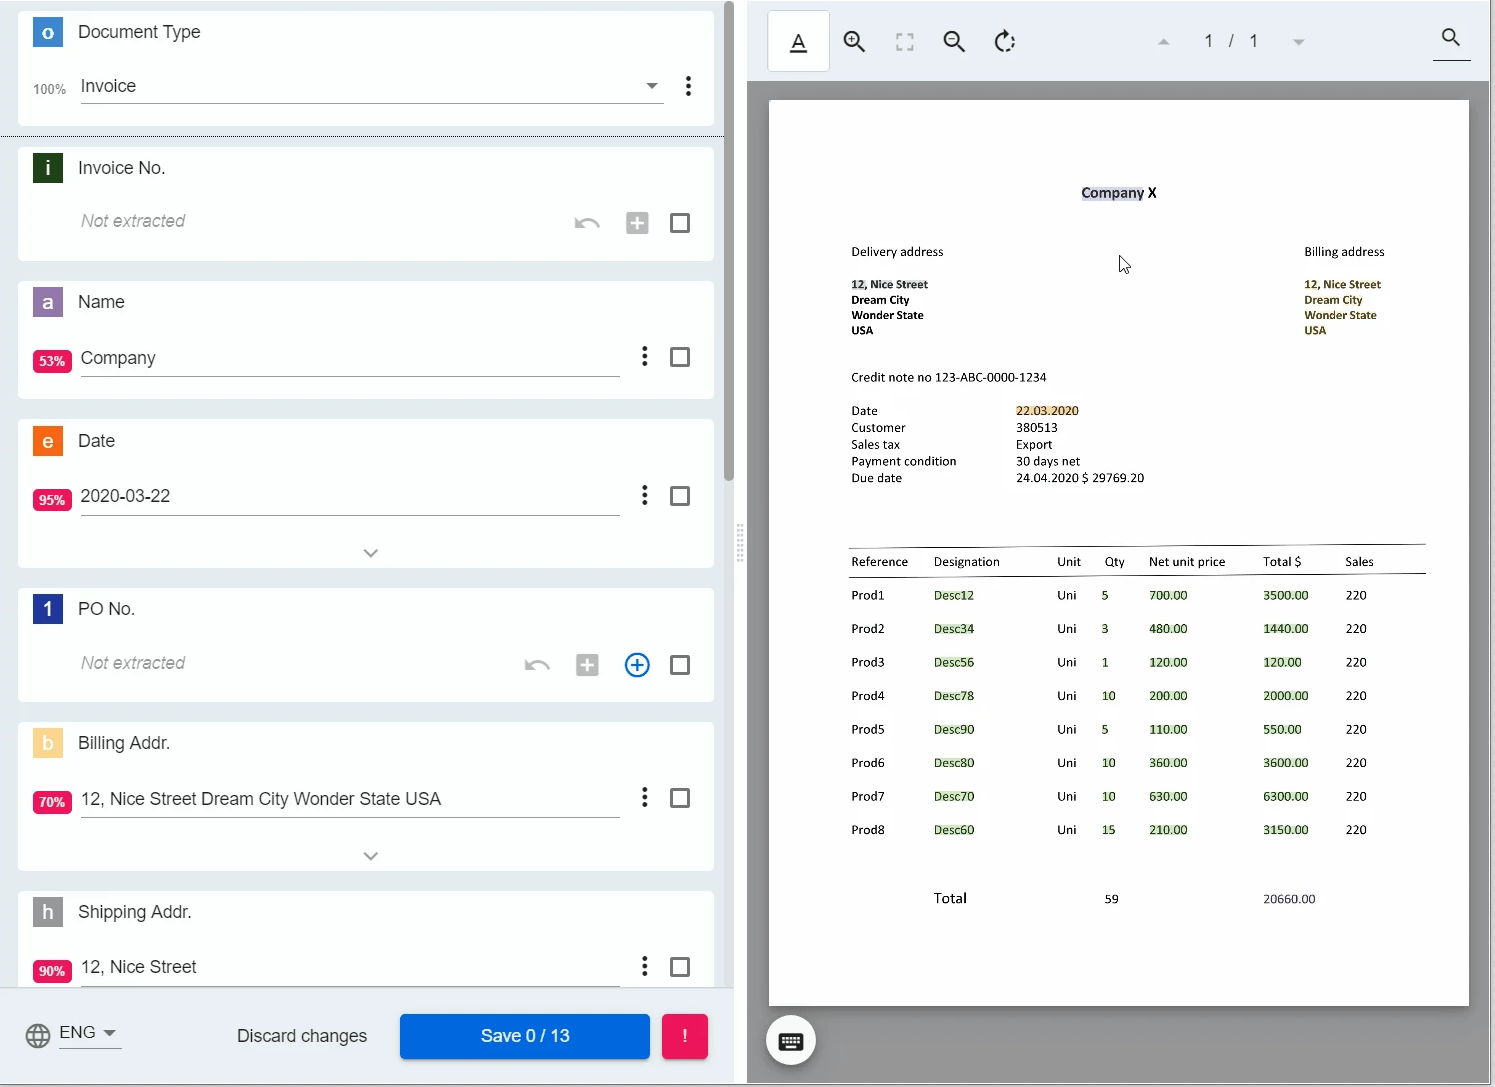 o Document Type
100% Invoice
i Invoice No.
Not extracted
a Name
53% Company
e Date
95% 2020-03-22
1 PO No.
Not extracted
b Billing Addr.
70% 12, Nice Street Dream City Wonder State USA
h Shipping Addr.
90% 12, Nice Street
ENG Discard changes Save 0 / 13 !
A 1 / 1
Company X
Delivery address Billing address
12, Nice Street 12, Nice Street
Dream City Dream City
Wonder State Wonder State
USA USA
Credit note no 123-ABC-0000-1234
Date 22.03.2020
Customer 380513
Sales tax Export
Payment condition 30 days net
Due date 24.04.2020 $ 29769.20
Reference Designation Unit Qty Net unit price Total $ Sales
Prod1 Desc12 Uni 5 700.00 3500.00 220
Prod2 Desc34 Uni 3 480.00 1440.00 220
Prod3 Desc56 Uni 1 120.00 120.00 220
Prod4 Desc78 Uni 10 200.00 2000.00 220
Prod5 Desc90 Uni 5 110.00 550.00 220
Prod6 Desc80 Uni 10 360.00 3600.00 220
Prod7 Desc70 Uni 10 630.00 6300.00 220
Prod8 Desc60 Uni 15 210.00 3150.00 220
Total 59 20660.00